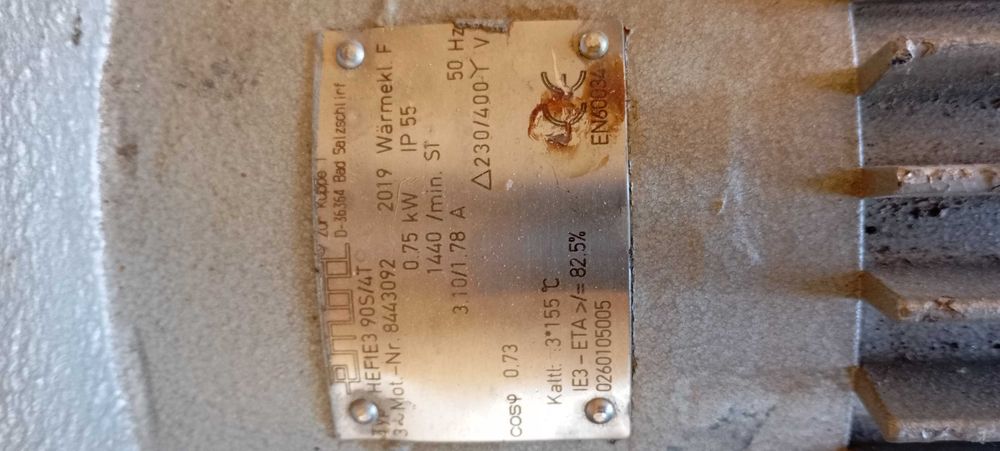 zur Kuppe 1
D-36364 Bad Salzschlirf
HEFIE3 90S/4T
3~Mot.-Nr. 8443092 2019 Wärmekl. F
0.75 kW IP 55
1440 /min. S1 50 Hz
3.10/1.78 A △230/400Y V
cosφ 0.73 CE
Kaltl. :3*155 °C
IE3 - ETA >/= 82.5% EN60034
0260105005